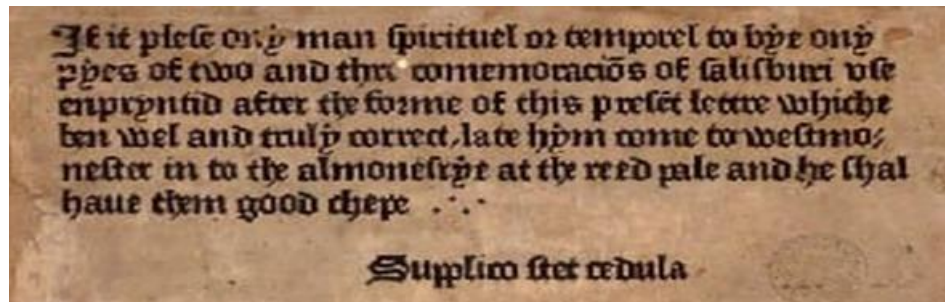 If it plese ony man spirituel or temporel to bye ony
pyes of two and thre comemoraciōs of salisburi vse
enpryntid after the forme of this presēt lettre whiche
ben wel and truly correct, late hym come to westmo⸗
nester in to the almonesrye at the reed pale and he shal
haue them good chepe .·.·
Supplico stet cedula